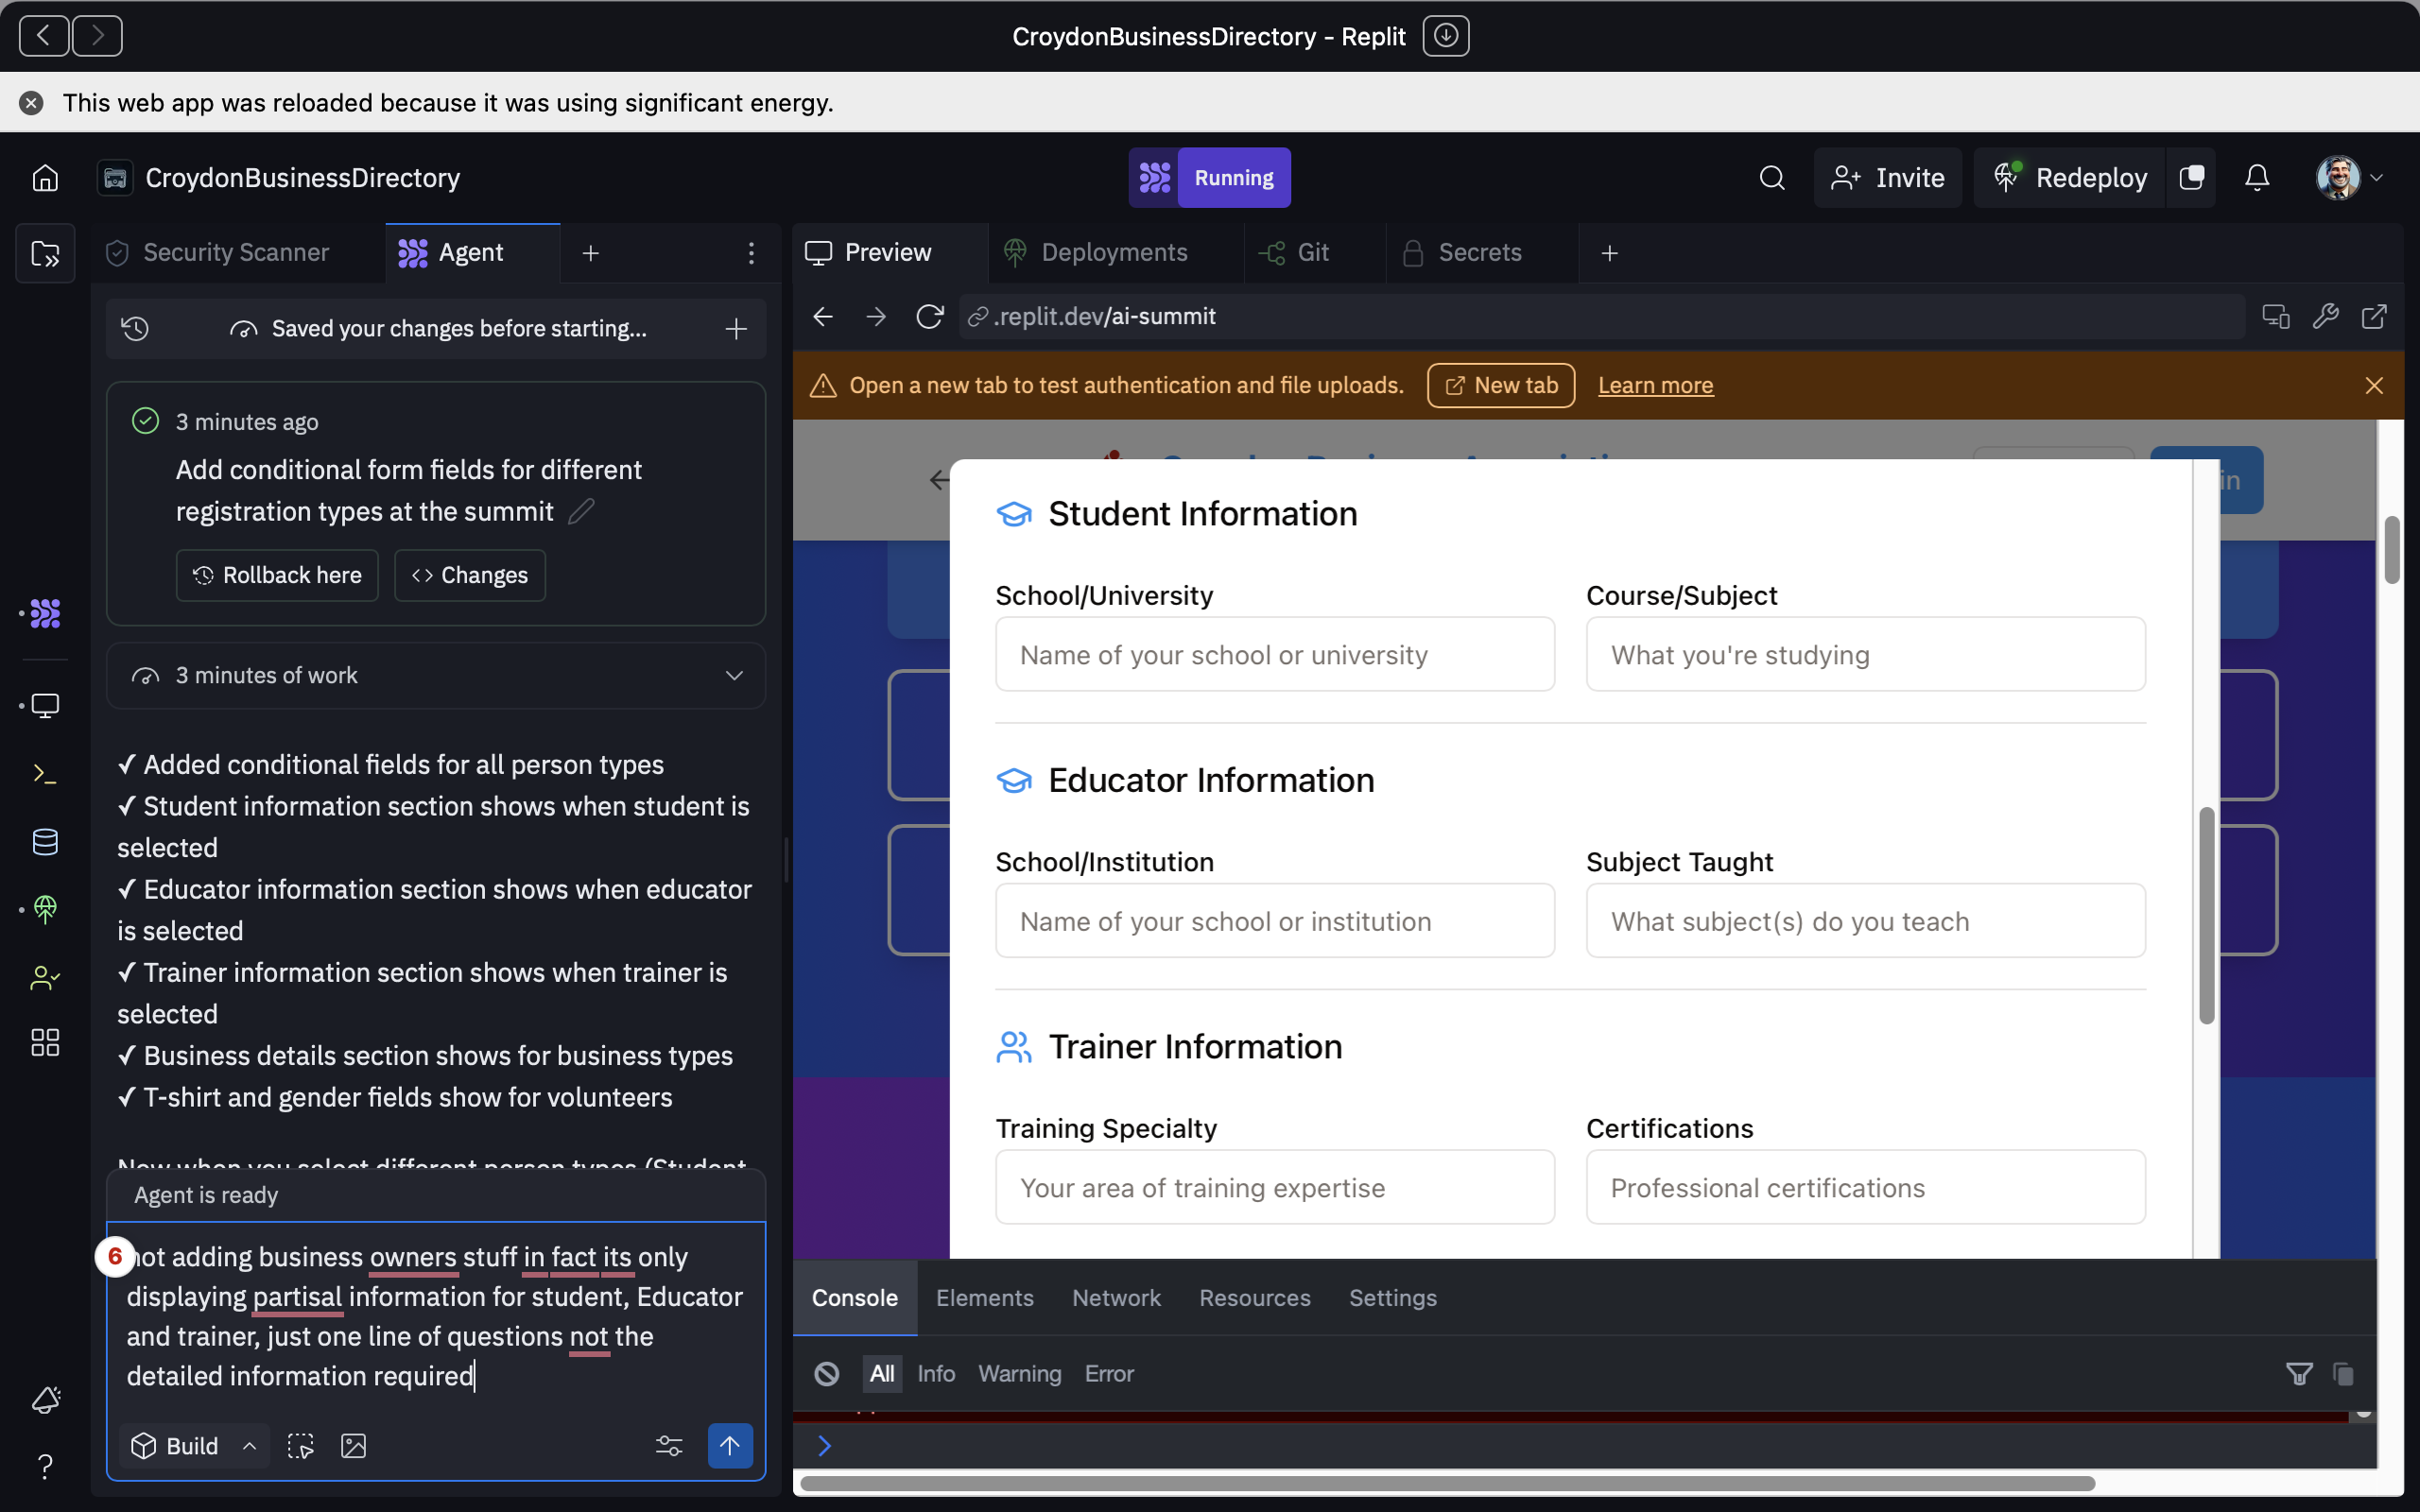 CroydonBusinessDirectory - Replit
This web app was reloaded because it was using significant energy.
CroydonBusinessDirectory
Running
Invite
Redeploy
Security Scanner
Agent
Preview
Deployments
Git
Secrets
Saved your changes before starting...
.replit.dev/ai-summit
Open a new tab to test authentication and file uploads.
New tab
Learn more
3 minutes ago
Add conditional form fields for different
registration types at the summit
Rollback here
Changes
3 minutes of work
✓ Added conditional fields for all person types
✓ Student information section shows when student is
selected
✓ Educator information section shows when educator
is selected
✓ Trainer information section shows when trainer is
selected
✓ Business details section shows for business types
✓ T-shirt and gender fields show for volunteers
Now when you select different person types (Student
Agent is ready
6
not adding business owners stuff in fact its only
displaying partisal information for student, Educator
and trainer, just one line of questions not the
detailed information required
Build
in
Student Information
School/University
Course/Subject
Name of your school or university
What you're studying
Educator Information
School/Institution
Subject Taught
Name of your school or institution
What subject(s) do you teach
Trainer Information
Training Specialty
Certifications
Your area of training expertise
Professional certifications
Console
Elements
Network
Resources
Settings
All
Info
Warning
Error